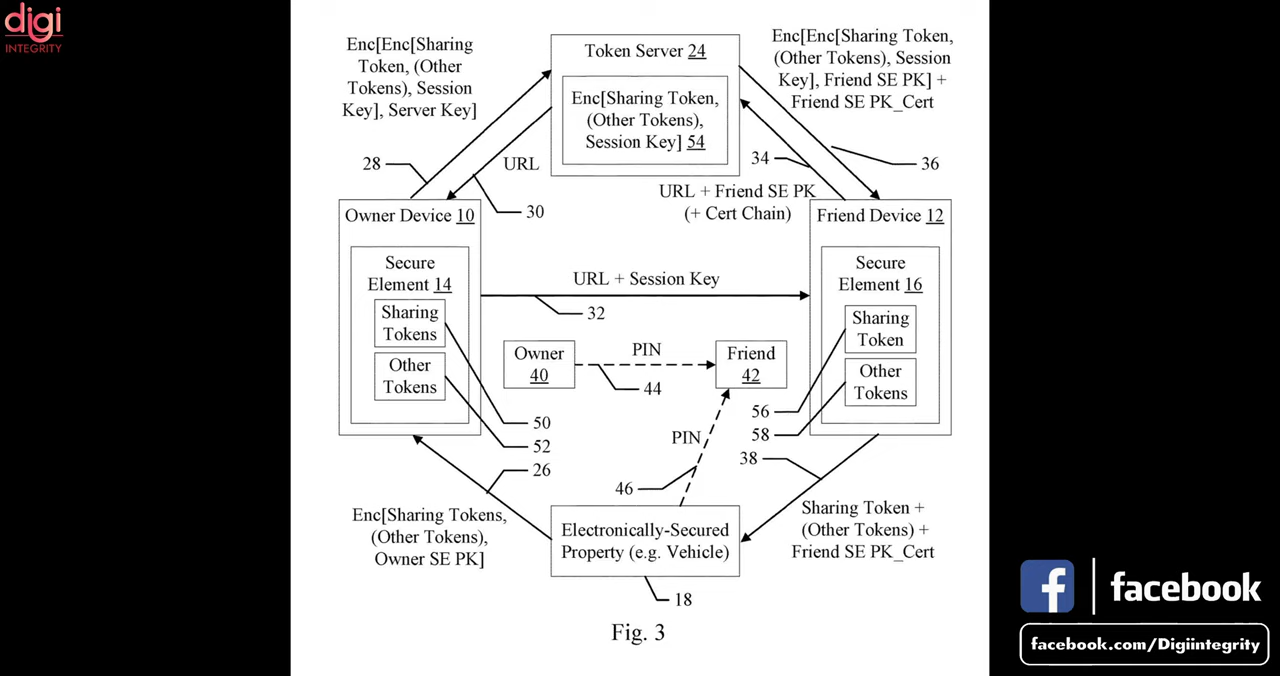 digi
INTEGRITY
Enc[Enc[Sharing
Token, (Other
Tokens), Session
Key], Server Key]
Token Server 24
Enc[Sharing Token,
(Other Tokens),
Session Key] 54
Enc[Enc[Sharing Token,
(Other Tokens), Session
Key], Friend SE PK] +
Friend SE PK_Cert
28
URL
30
34
36
URL + Friend SE PK
(+ Cert Chain)
Owner Device 10
Secure
Element 14
Sharing
Tokens
Other
Tokens
Friend Device 12
Secure
Element 16
Sharing
Token
Other
Tokens
URL + Session Key
32
Owner
40
PIN
44
Friend
42
50
52
26
56
58
38
PIN
46
Enc[Sharing Tokens,
(Other Tokens),
Owner SE PK]
Electronically-Secured
Property (e.g. Vehicle)
18
Sharing Token +
(Other Tokens) +
Friend SE PK_Cert
Fig. 3
f
facebook
facebook.com/Digiintegrity